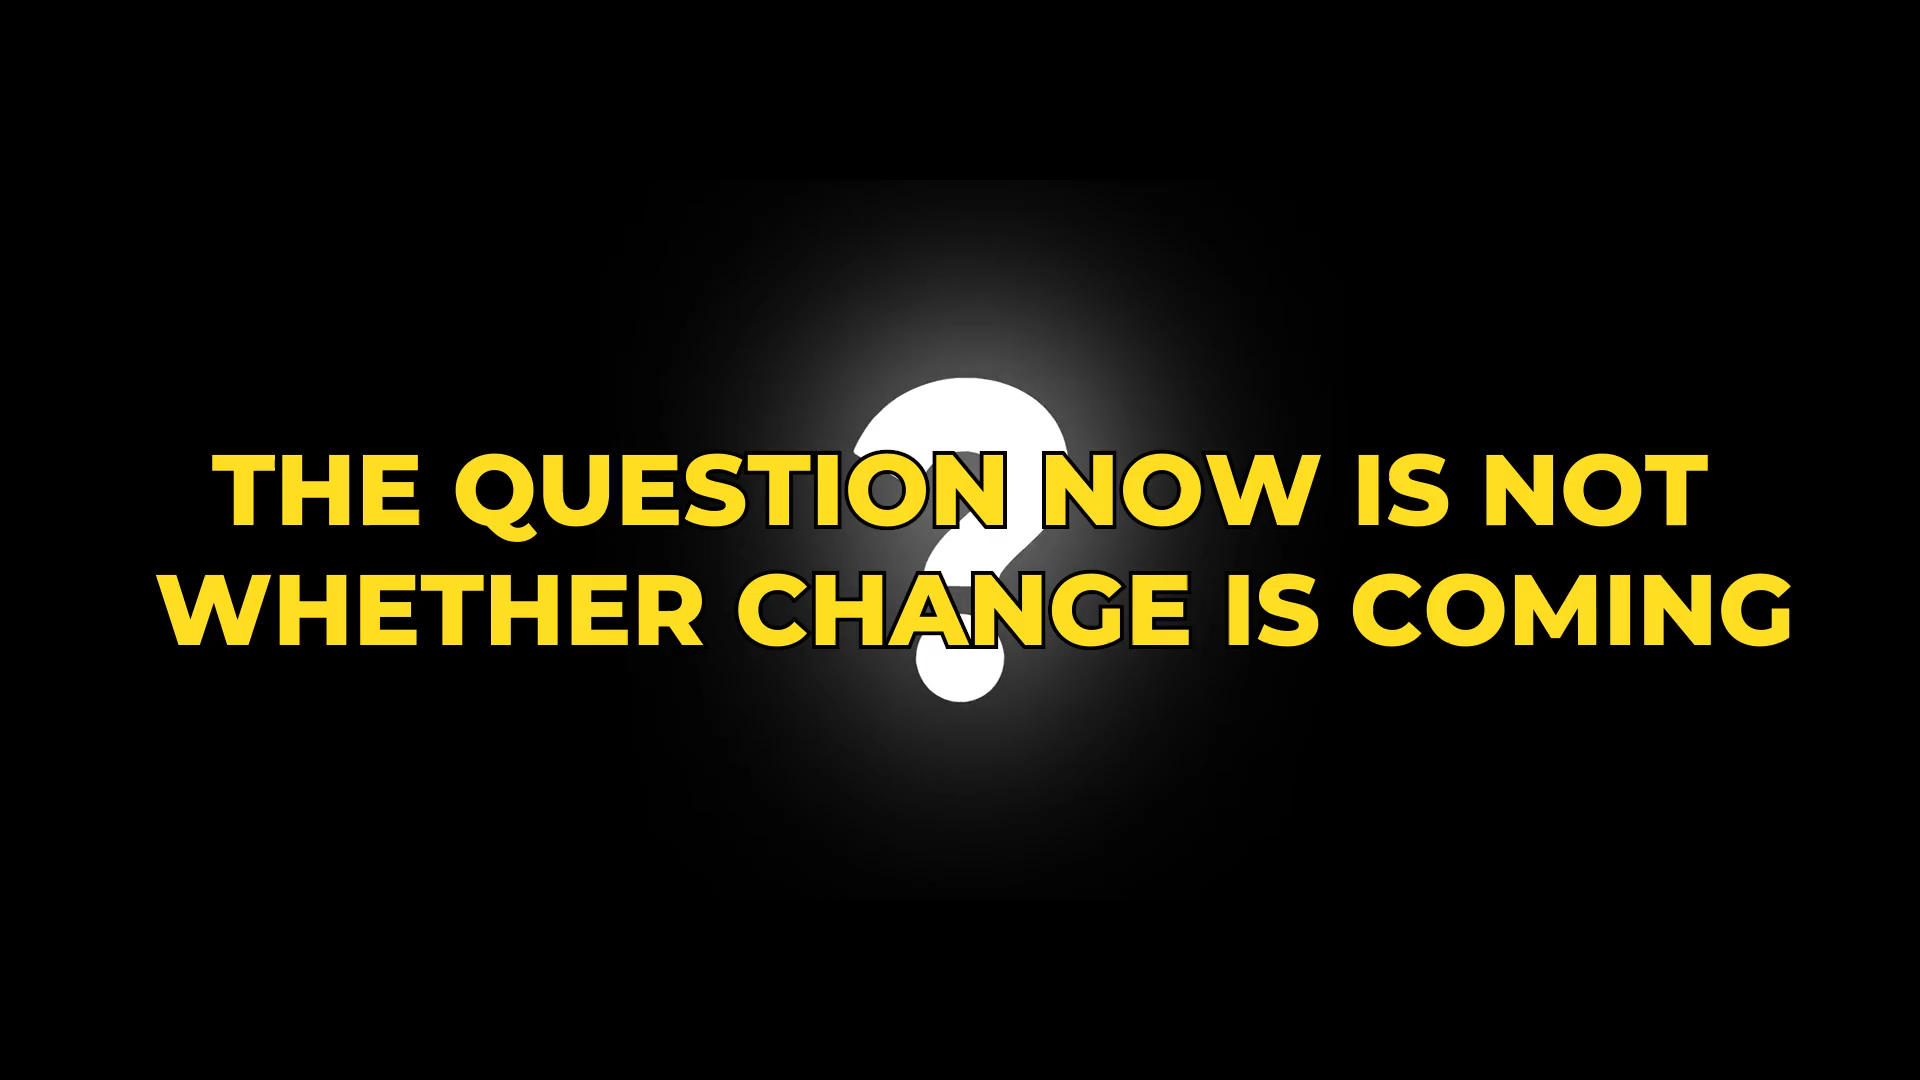 THE QUESTION NOW IS NOT
WHETHER CHANGE IS COMING